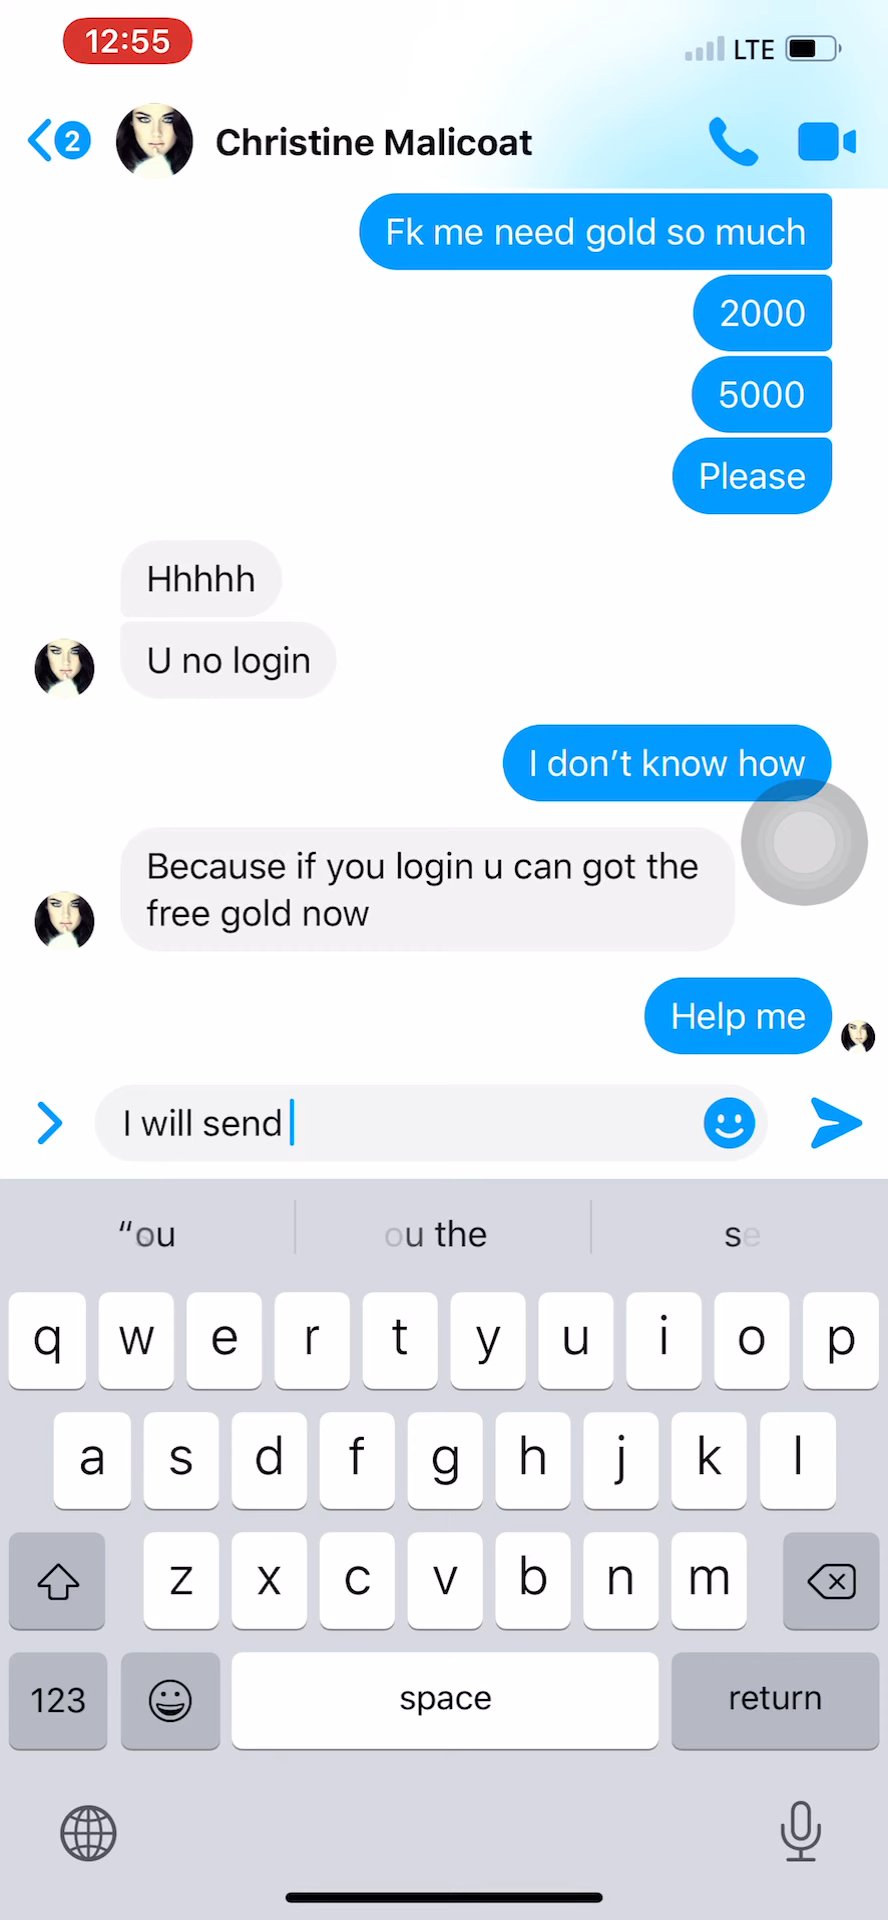 12:55
LTE
2
Christine Malicoat
Fk me need gold so much
2000
5000
Please
Hhhhh
U no login
I don't know how
Because if you login u can got the
free gold now
Help me
I will send
“ou
ou the
se
q w e r t y u i o p
a s d f g h j k l
z x c v b n m
123
space
return